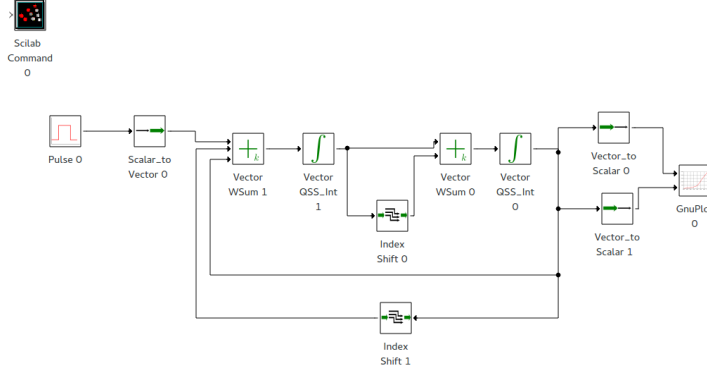 Scilab
Command
0
Pulse 0
Scalar_to
Vector 0
k
Vector
WSum 1
Vector
QSS_Int
1
k
Vector
WSum 0
Vector
QSS_Int
0
Vector_to
Scalar 0
Vector_to
Scalar 1
GnuPlo
0
Index
Shift 0
Index
Shift 1